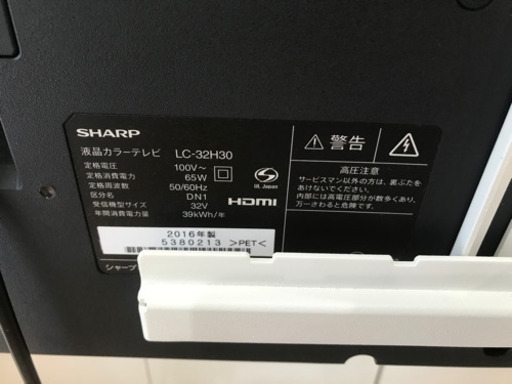 SHARP
液晶カラーテレビ LC-32H30
定格電圧 100V~
定格消費電力 65W
定格周波数 50/60Hz
区分名 DN1
受信機型サイズ 32V
年間消費電力量 39kWh/年
UL Japan
HDMI
2016年製
5380213 >PET<
シャープ
警告
高圧注意
サービスマン以外の方は、裏ぶたを
あけないでください。
内部には高電圧部分が数多くあり、
万一さわると危険です。